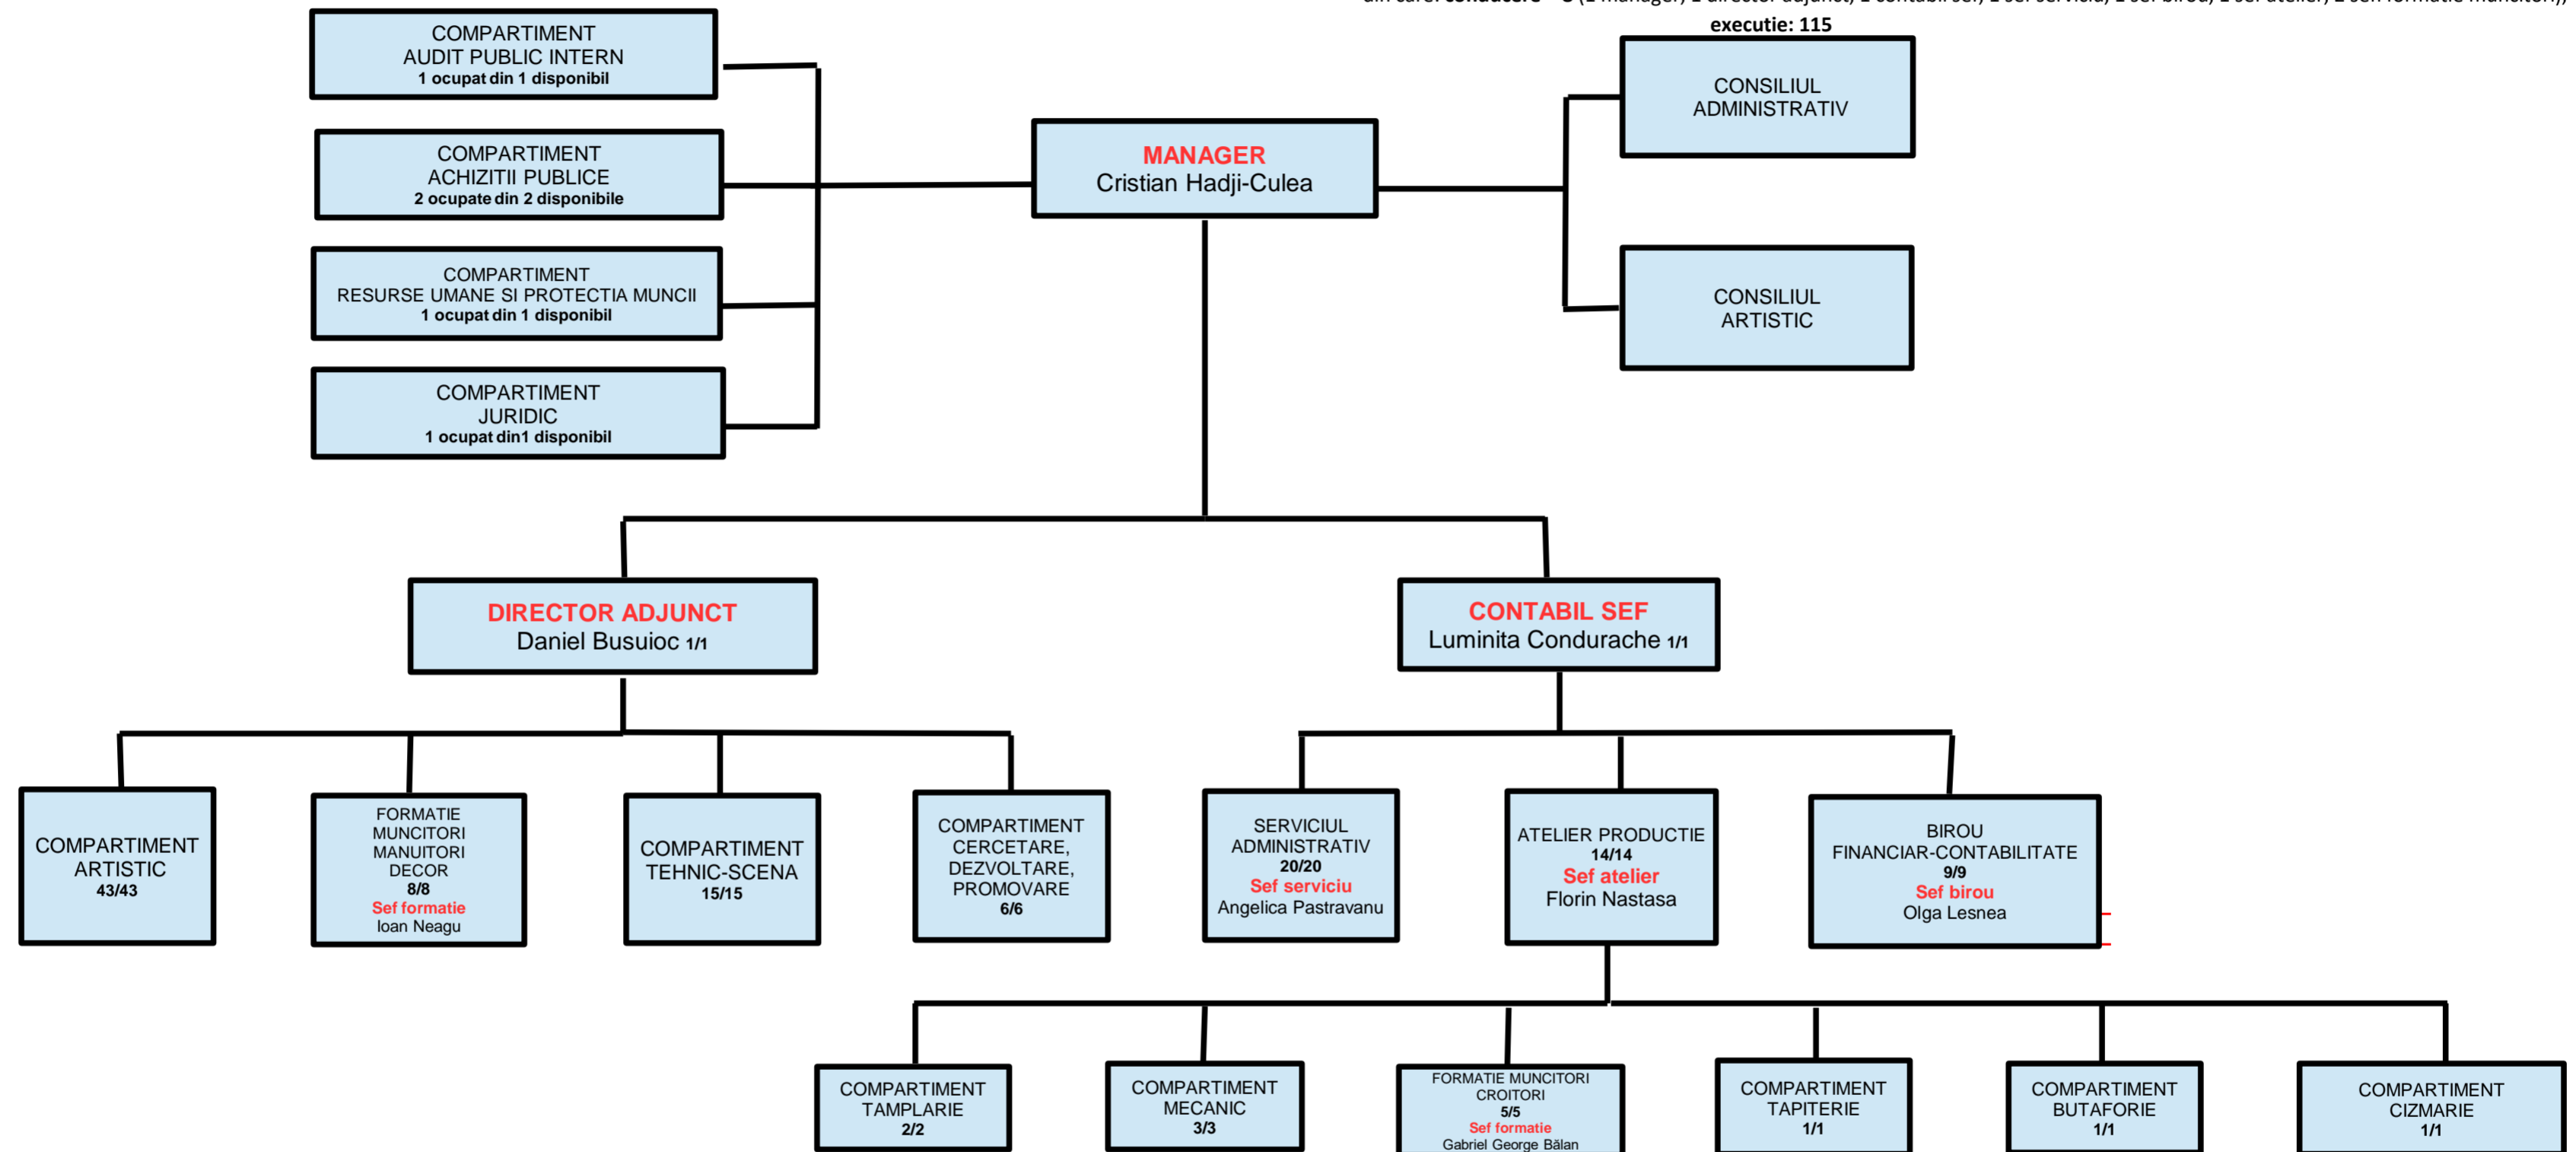 executie: 115
COMPARTIMENT
AUDIT PUBLIC INTERN
1 ocupat din 1 disponibil
CONSILIUL
ADMINISTRATIV
COMPARTIMENT
ACHIZITII PUBLICE
2 ocupate din 2 disponibile
MANAGER
Cristian Hadji-Culea
COMPARTIMENT
RESURSE UMANE SI PROTECTIA MUNCII
1 ocupat din 1 disponibil
CONSILIUL
ARTISTIC
COMPARTIMENT
JURIDIC
1 ocupat din1 disponibil
DIRECTOR ADJUNCT
Daniel Busuioc 1/1
CONTABIL SEF
Luminita Condurache 1/1
COMPARTIMENT
ARTISTIC
43/43
FORMATIE
MUNCITORI
MANUITORI
DECOR
8/8
Sef formatie
Ioan Neagu
COMPARTIMENT
TEHNIC-SCENA
15/15
COMPARTIMENT
CERCETARE,
DEZVOLTARE,
PROMOVARE
6/6
SERVICIUL
ADMINISTRATIV
20/20
Sef serviciu
Angelica Pastravanu
ATELIER PRODUCTIE
14/14
Sef atelier
Florin Nastasa
BIROU
FINANCIAR-CONTABILITATE
9/9
Sef birou
Olga Lesnea
COMPARTIMENT
TAMPLARIE
2/2
COMPARTIMENT
MECANIC
3/3
FORMATIE MUNCITORI
CROITORI
5/5
Sef formatie
Gabriel George Bălan
COMPARTIMENT
TAPITERIE
1/1
COMPARTIMENT
BUTAFORIE
1/1
COMPARTIMENT
CIZMARIE
1/1